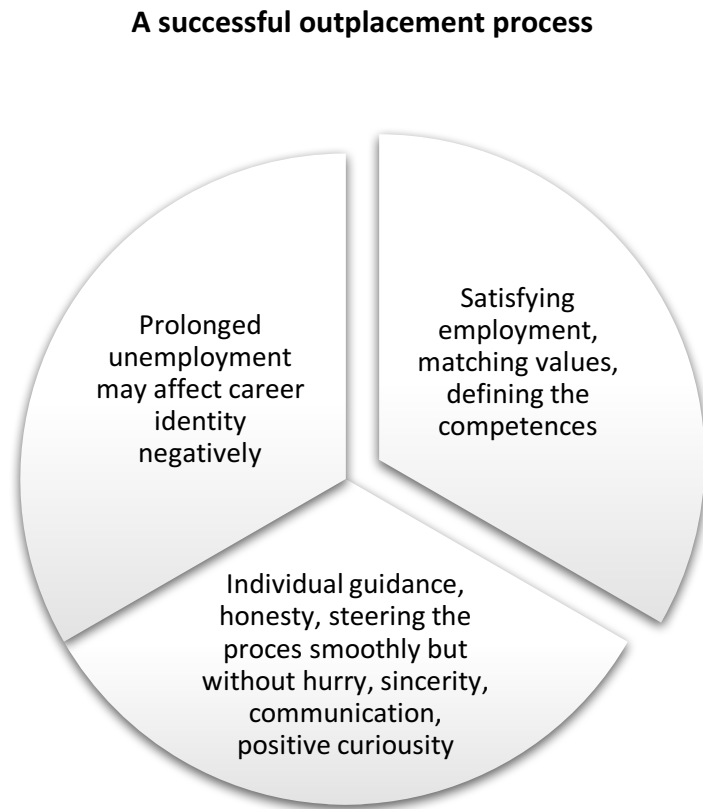 A successful outplacement process
Prolonged
unemployment
may affect career
identity
negatively
Satisfying
employment,
matching values,
defining the
competences
Individual guidance,
honesty, steering the
proces smoothly but
without hurry, sincerity,
communication,
positive curiousity